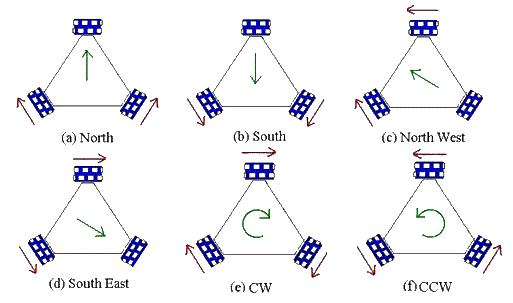 (a) North
(b) South
(c) North West
(d) South East
(e) CW
(f) CCW